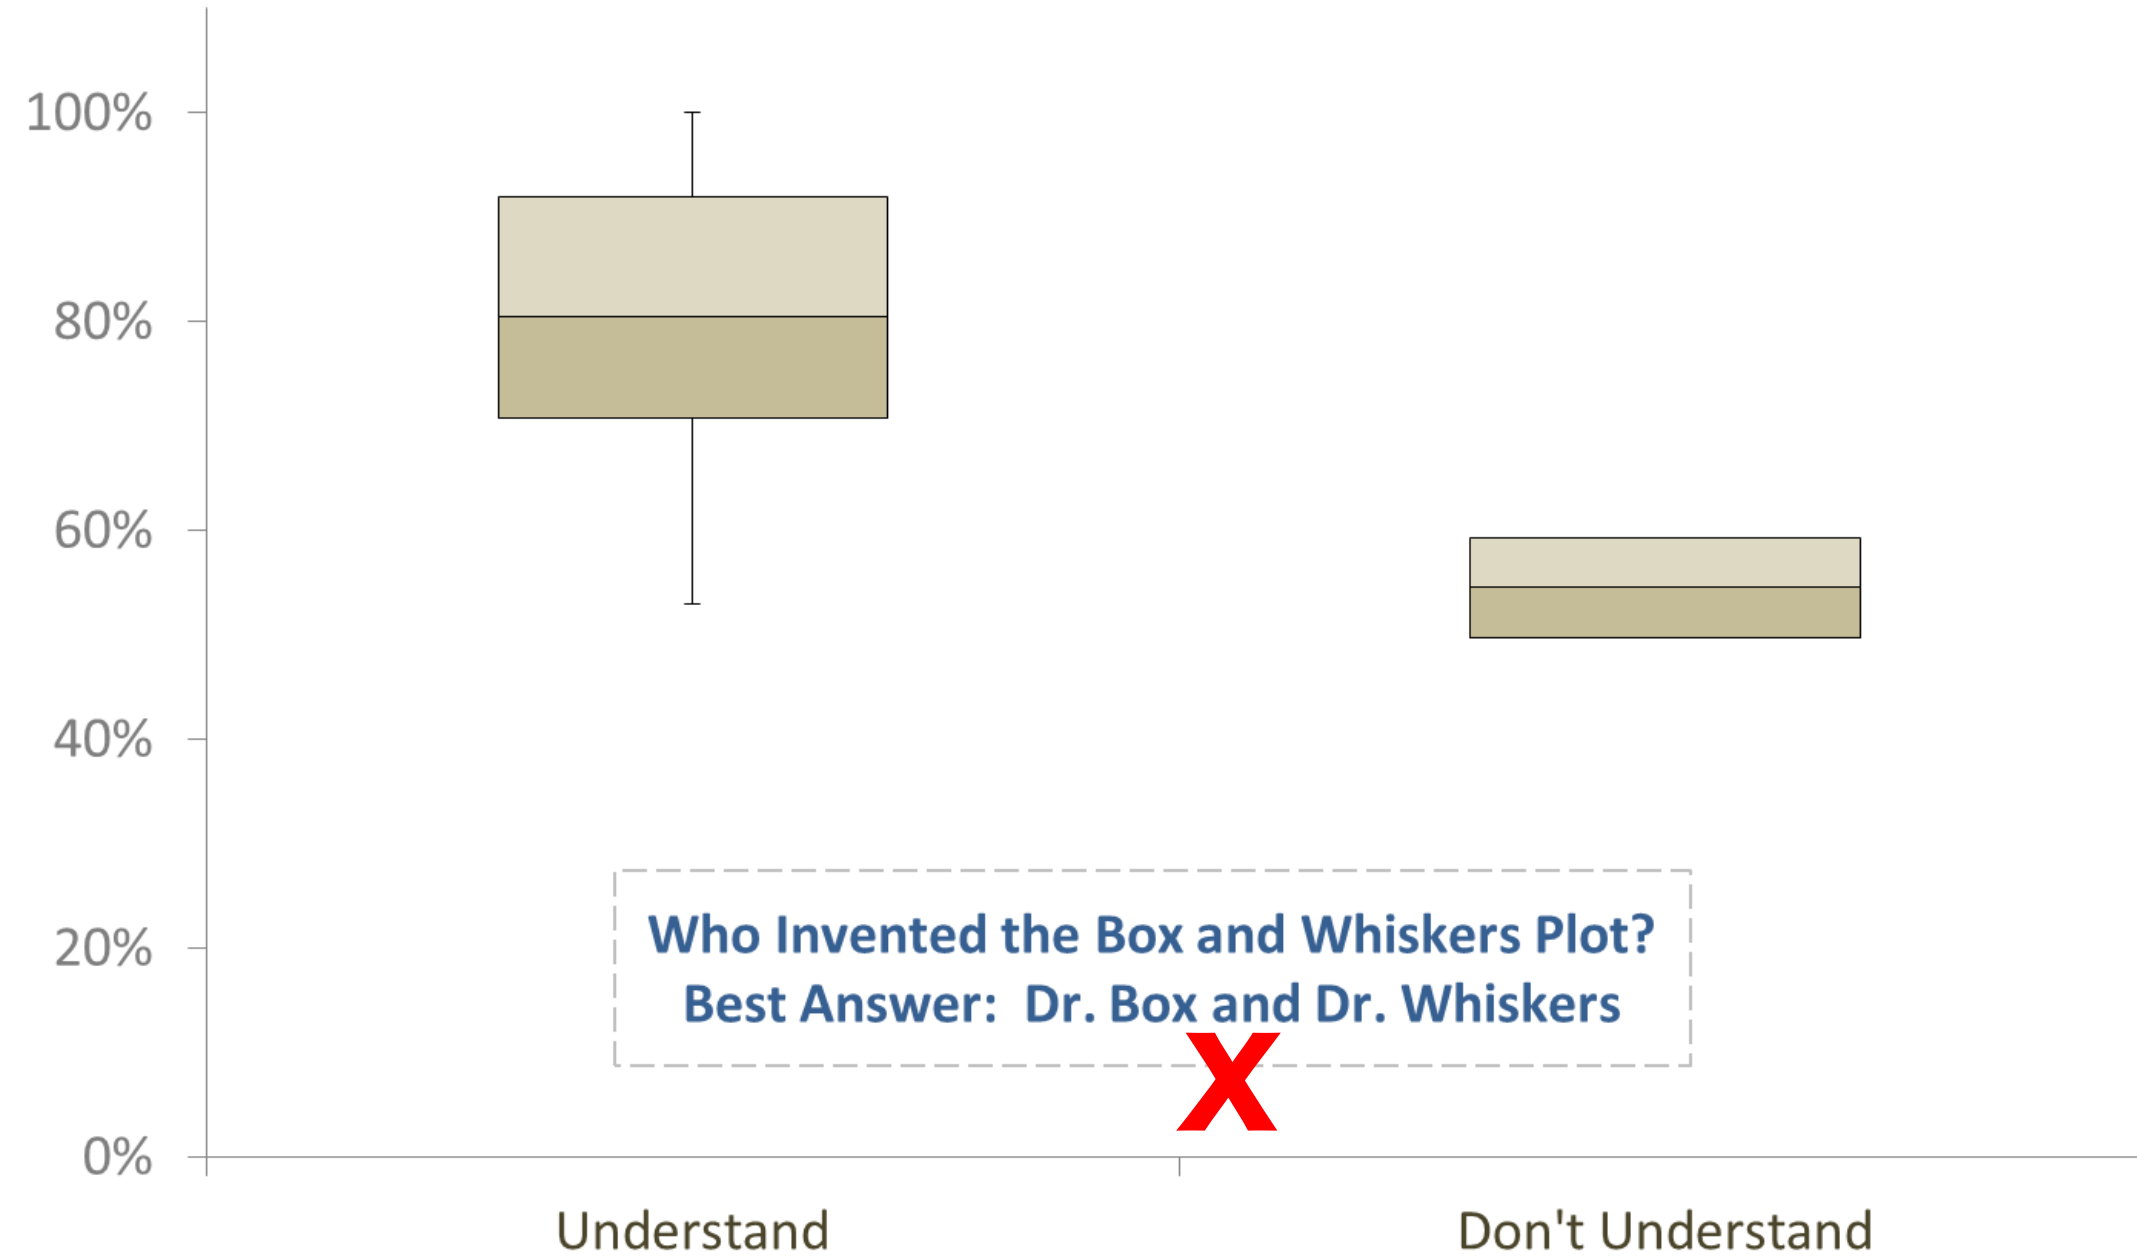 100%
80%
60%
40%
20%
0%
Who Invented the Box and Whiskers Plot?
Best Answer:  Dr. Box and Dr. Whiskers
X
Understand
Don't Understand